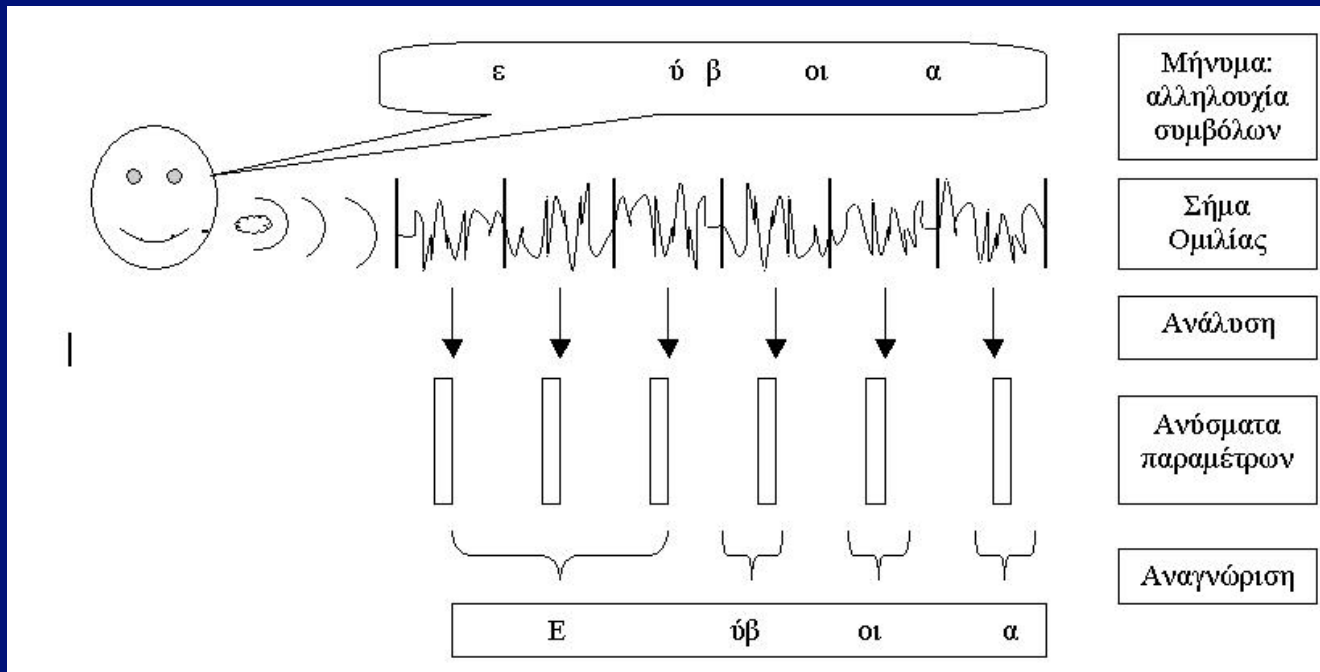 ε ύ β οι α
Μήνυμα:
αλληλουχία
συμβόλων
Σήμα
Ομιλίας
Ανάλυση
Ανύσματα
παραμέτρων
Αναγνώριση
Ε ύβ οι α